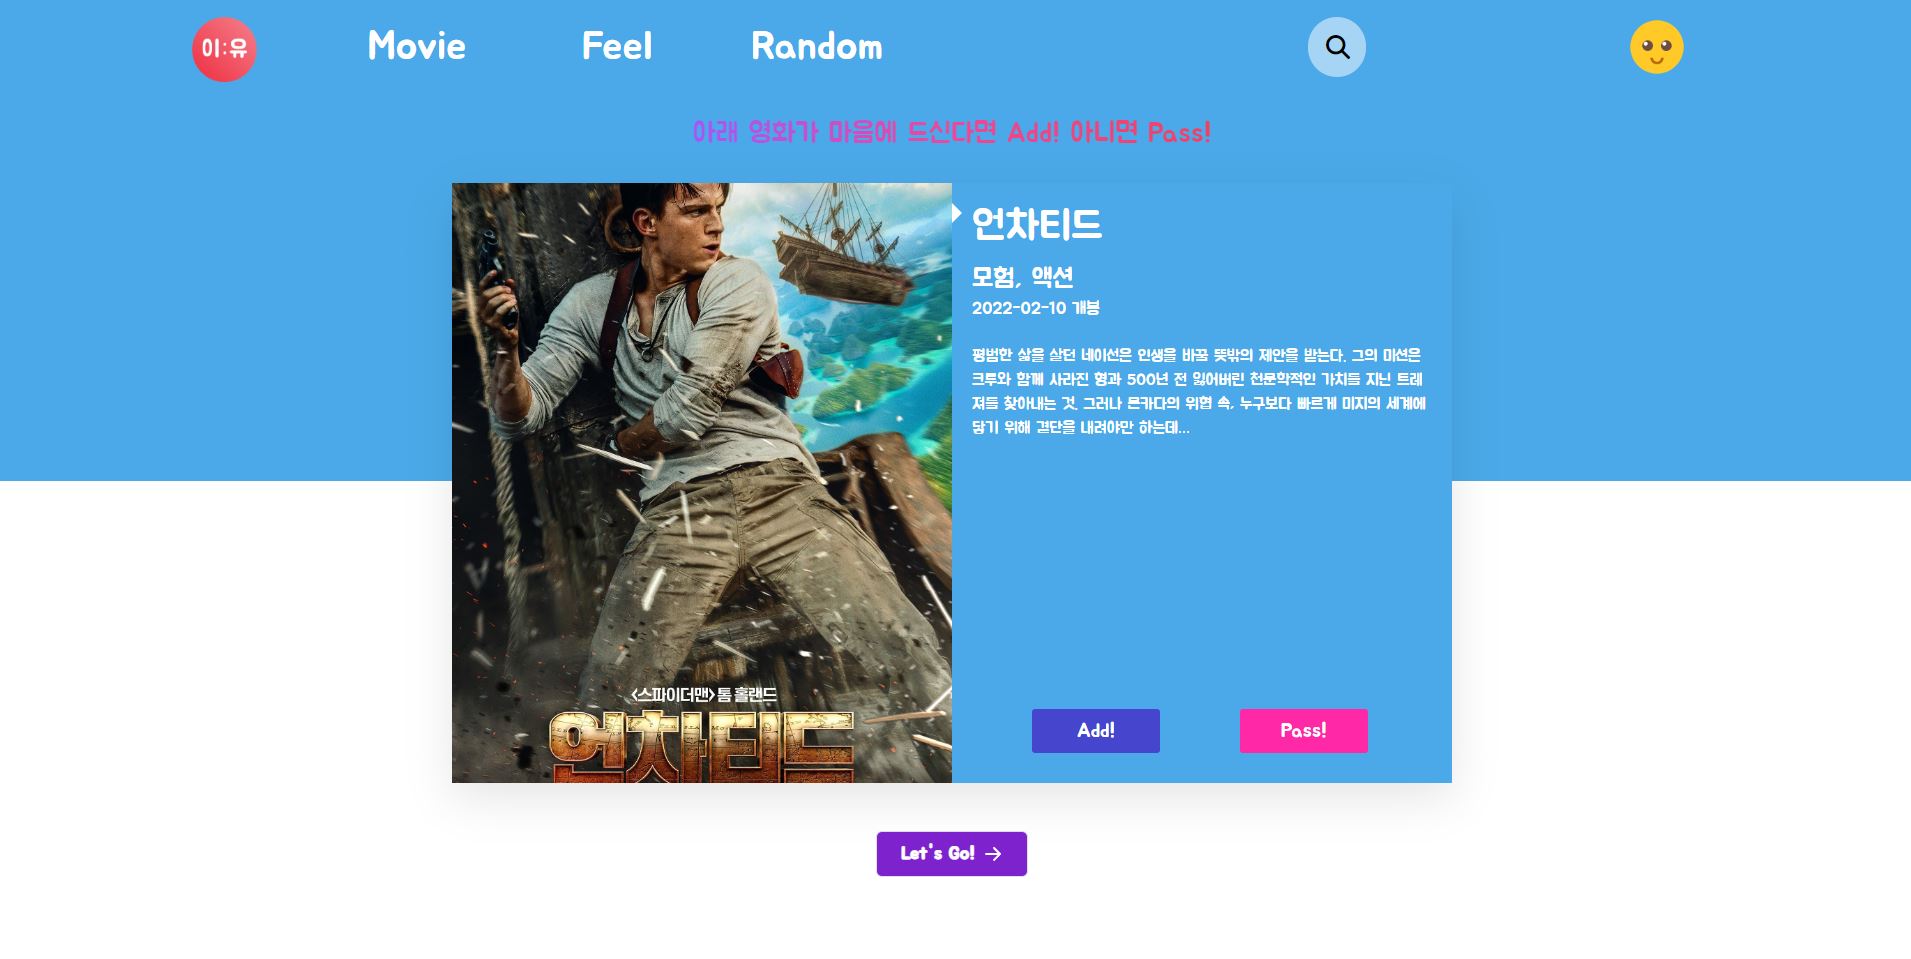 이:유
Movie
Feel
Random
아래 영화가 마음에 드신다면 Add! 아니면 Pass!
언차티드
모험, 액션
2022-02-10 개봉
평범한 삶을 살던 네이선은 인생을 바꿀 뜻밖의 제안을 받는다. 그의 미션은
크루와 함께 사라진 형과 500년 전 잃어버린 천문학적인 가치를 지닌 트레
져를 찾아내는 것. 그러나 몬카다의 위협 속, 누구보다 빠르게 미지의 세계에
닿기 위해 결단을 내려야만 하는데...
<스파이더맨> 톰 홀랜드
언차티드
Add!
Pass!
Let's Go! →